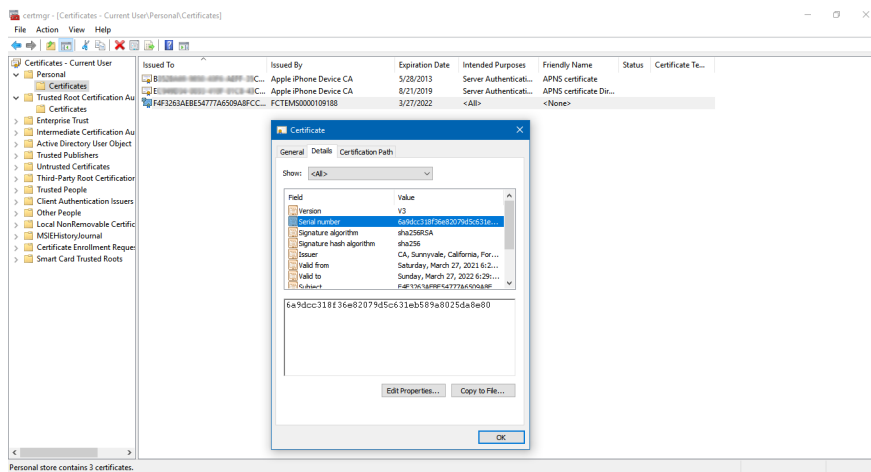 certmgr - [Certificates - Current User\Personal\Certificates]
File Action View Help
Certificates - Current User
Personal
Certificates
Trusted Root Certification Au
Certificates
Enterprise Trust
Intermediate Certification Au
Active Directory User Object
Trusted Publishers
Untrusted Certificates
Third-Party Root Certification
Trusted People
Client Authentication Issuers
Other People
Local NonRemovable Certific
MSIEHistoryJournal
Certificate Enrollment Reques
Smart Card Trusted Roots
Issued To Issued By Expiration Date Intended Purposes Friendly Name Status Certificate Te...
C... Apple iPhone Device CA 5/28/2013 Server Authenticati... APNS certificate
C... Apple iPhone Device CA 8/21/2019 Server Authenticati... APNS certificate Dir...
F4F3263AEBE54777A6509A8FCC... FCTEMS0000109188 3/27/2022 <All> <None>
Certificate
General Details Certification Path
Show: <All>
Field Value
Version V3
Serial number 6a9dcc318f36e82079d5c631e...
Signature algorithm sha256RSA
Signature hash algorithm sha256
Issuer CA, Sunnyvale, California, For...
Valid from Saturday, March 27, 2021 6:2...
Valid to Sunday, March 27, 2022 6:29:...
Subject F4F3263AEBE54777A6509A8F
6a9dcc318f36e82079d5c631eb589a8025da8e80
Edit Properties... Copy to File...
OK
Personal store contains 3 certificates.